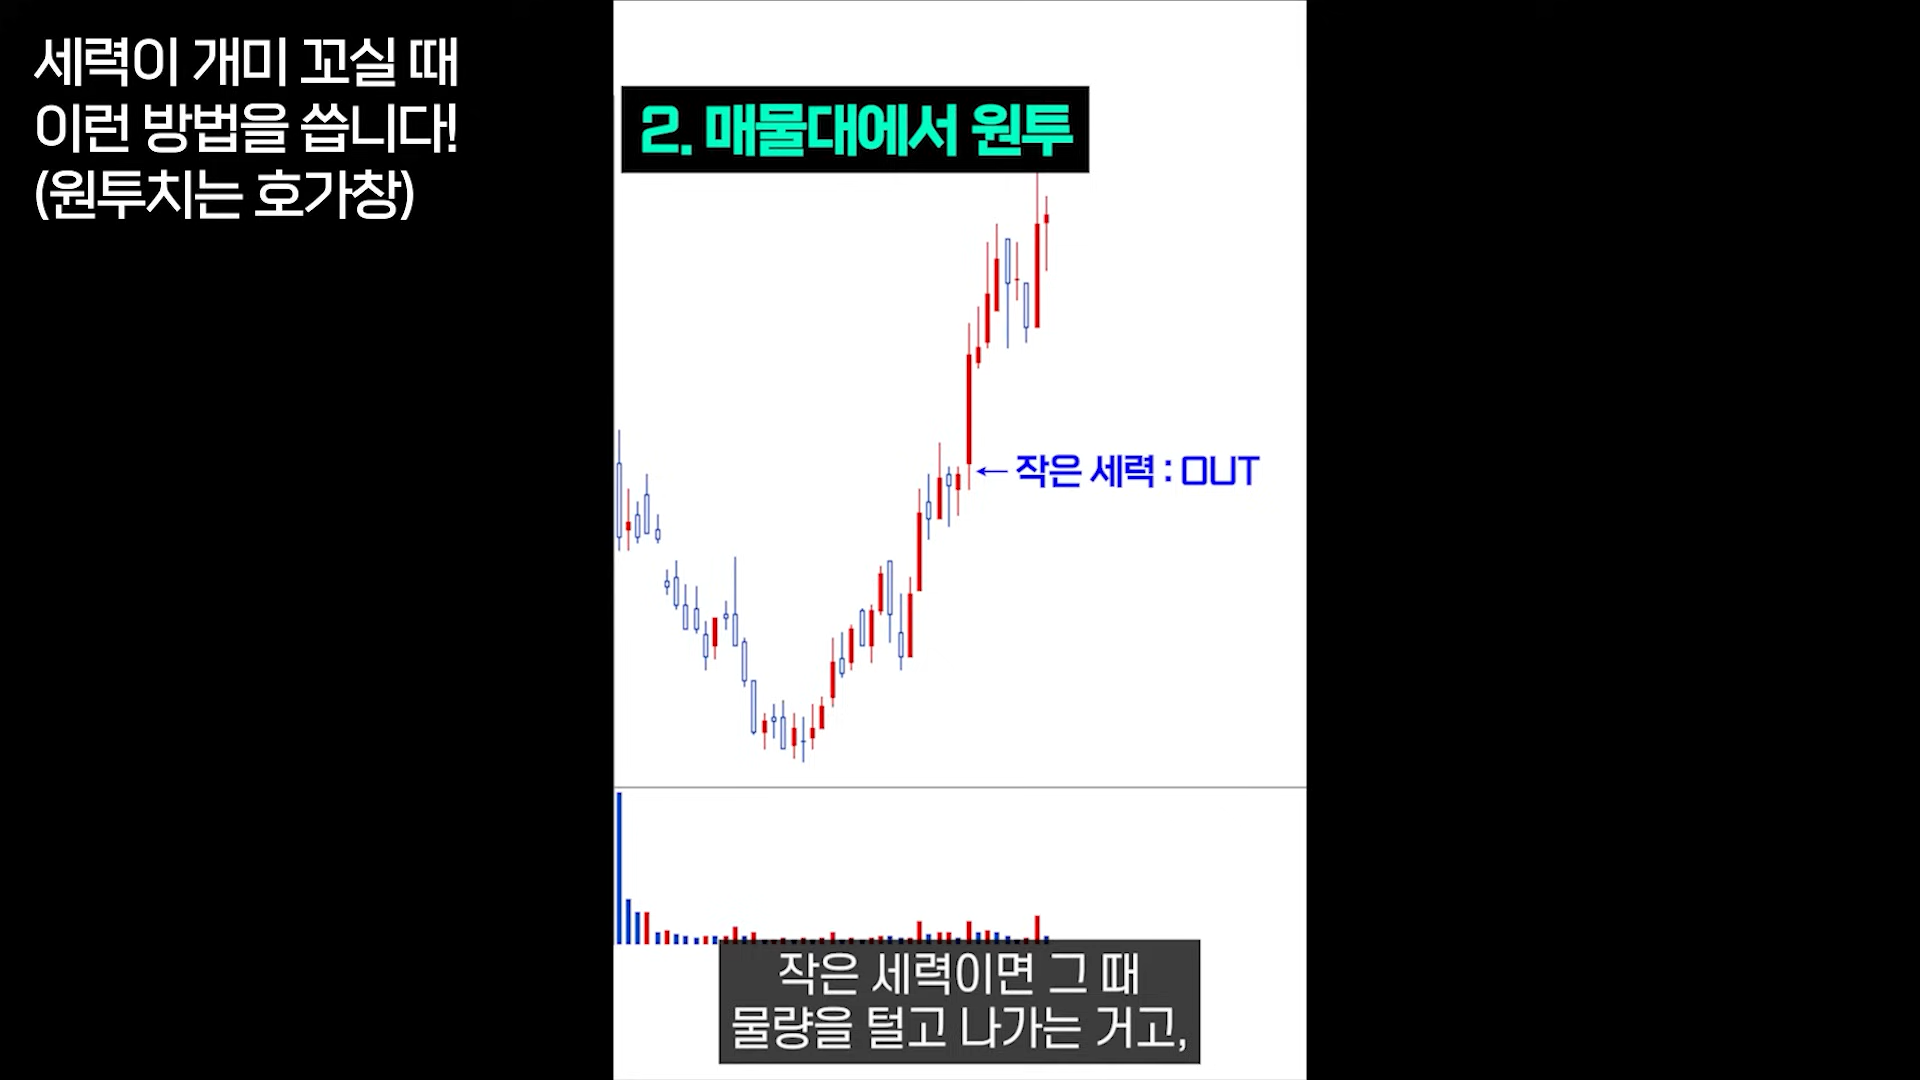 세력이 개미 꼬실 때
이런 방법을 씁니다!
(원투치는 호가창)
2. 매물대에서 원투
← 작은 세력 : OUT
작은 세력이면 그 때
물량을 털고 나가는 거고,